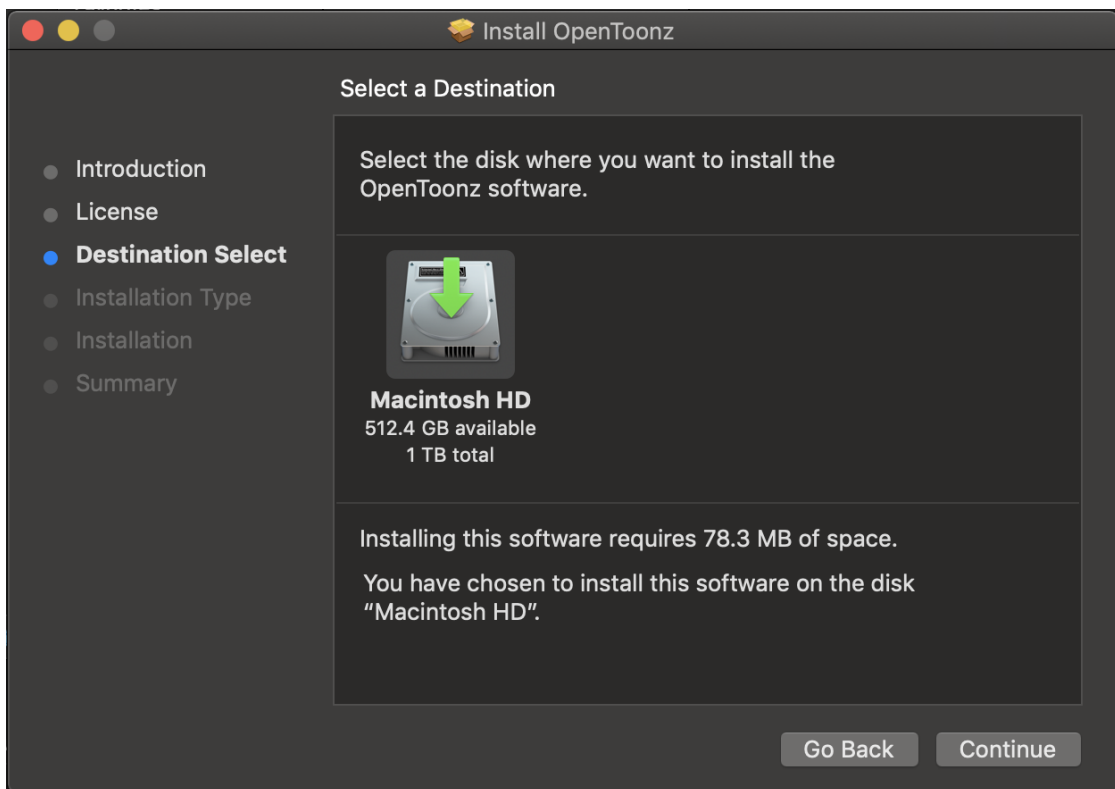 Install OpenToonz
Select a Destination
Introduction
License
Destination Select
Installation Type
Installation
Summary
Select the disk where you want to install the
OpenToonz software.
Macintosh HD
512.4 GB available
1 TB total
Installing this software requires 78.3 MB of space.
You have chosen to install this software on the disk
“Macintosh HD”.
Go Back
Continue